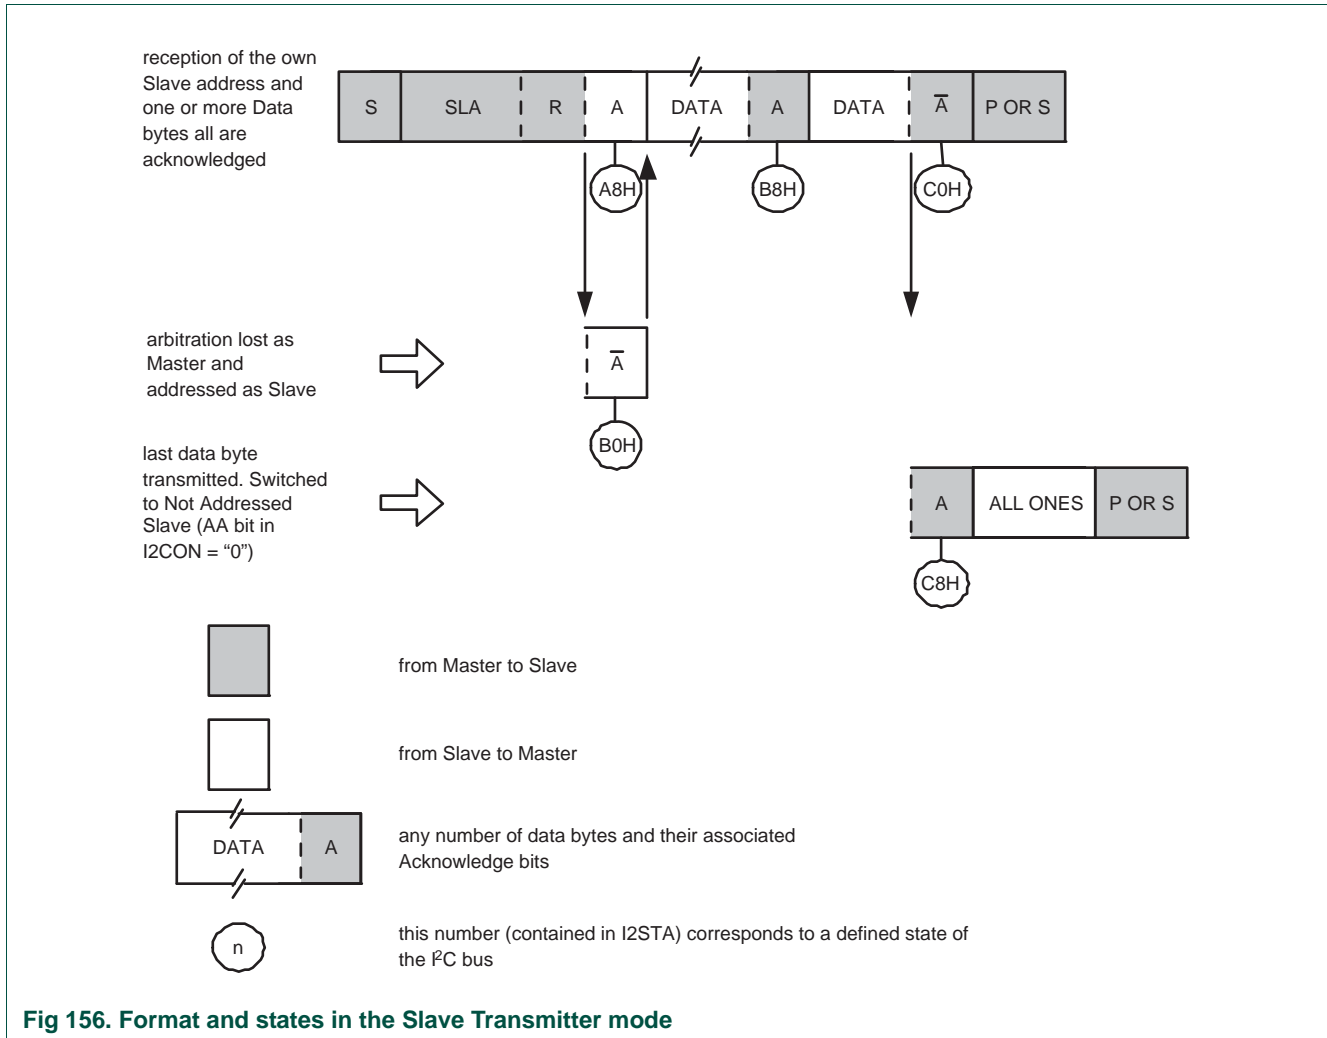 reception of the own
Slave address and
one or more Data
bytes all are
acknowledged
S SLA R A DATA A DATA A̅ P OR S
A8H B8H C0H
arbitration lost as
Master and
addressed as Slave
A̅
B0H
last data byte
transmitted. Switched
to Not Addressed
Slave (AA bit in
I2CON = “0”)
A ALL ONES P OR S
C8H
from Master to Slave
from Slave to Master
DATA A
any number of data bytes and their associated
Acknowledge bits
n
this number (contained in I2STA) corresponds to a defined state of
the I²C bus
Fig 156. Format and states in the Slave Transmitter mode